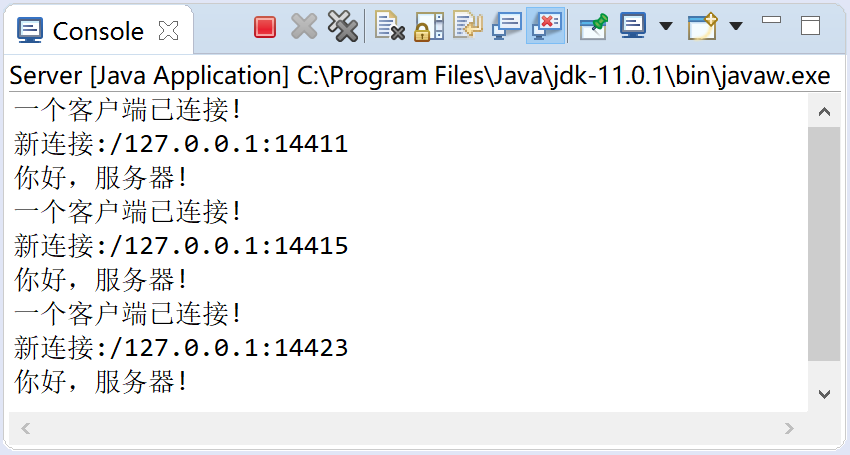 Console
Server [Java Application] C:\Program Files\Java\jdk-11.0.1\bin\javaw.exe
一个客户端已连接!
新连接:/127.0.0.1:14411
你好，服务器!
一个客户端已连接!
新连接:/127.0.0.1:14415
你好，服务器!
一个客户端已连接!
新连接:/127.0.0.1:14423
你好，服务器!